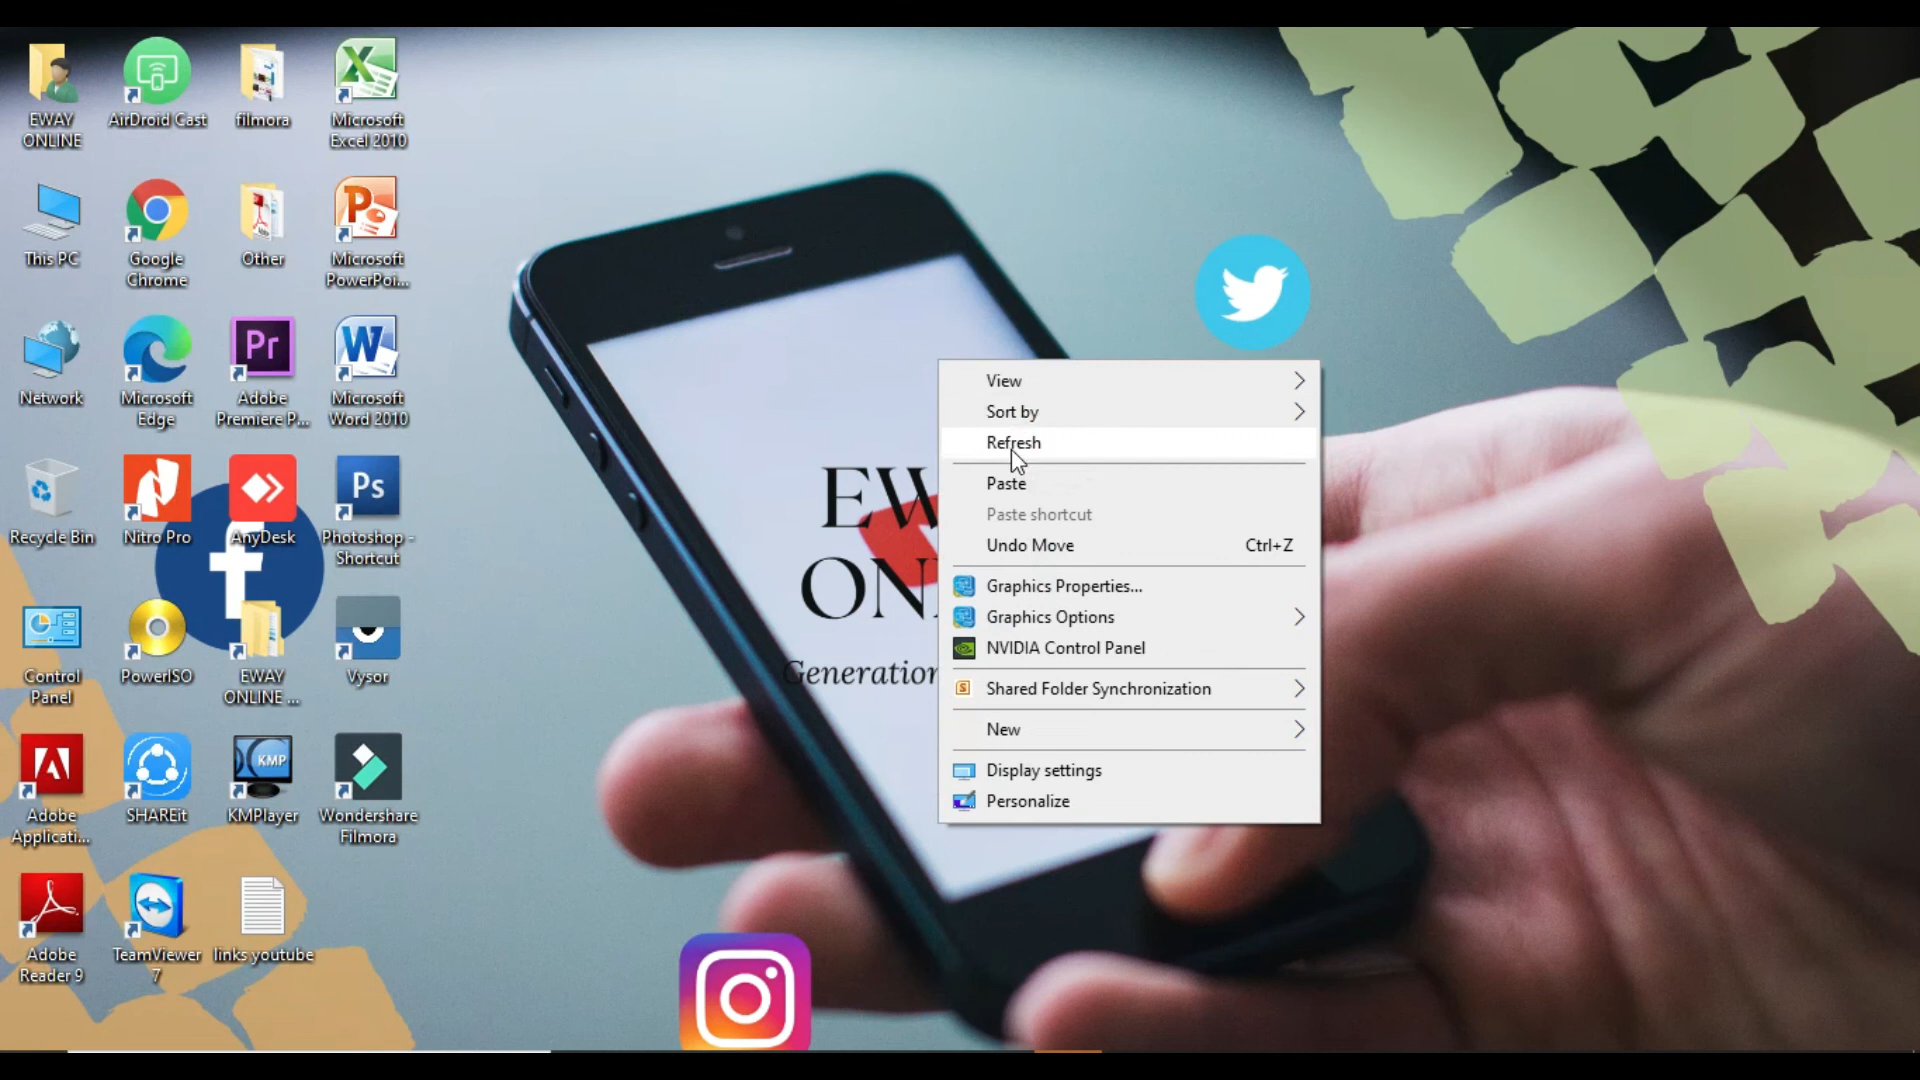 EWAY
ONLINE
AirDroid Cast
filmora
Microsoft
Excel 2010
This PC
Google
Chrome
Other
Microsoft
PowerPoi...
Network
Microsoft
Edge
Pr
Adobe
Premiere P...
Microsoft
Word 2010
Recycle Bin
Nitro Pro
AnyDesk
Ps
Photoshop -
Shortcut
Control
Panel
PowerISO
EWAY
ONLINE ...
Vysor
Adobe
Applicati...
SHAREit
KMP
KMPlayer
Wondershare
Filmora
Adobe
Reader 9
TeamViewer
7
links youtube
EW
ON
Generation
View
Sort by
Refresh
Paste
Paste shortcut
Undo Move Ctrl+Z
Graphics Properties...
Graphics Options
NVIDIA Control Panel
Shared Folder Synchronization
New
Display settings
Personalize